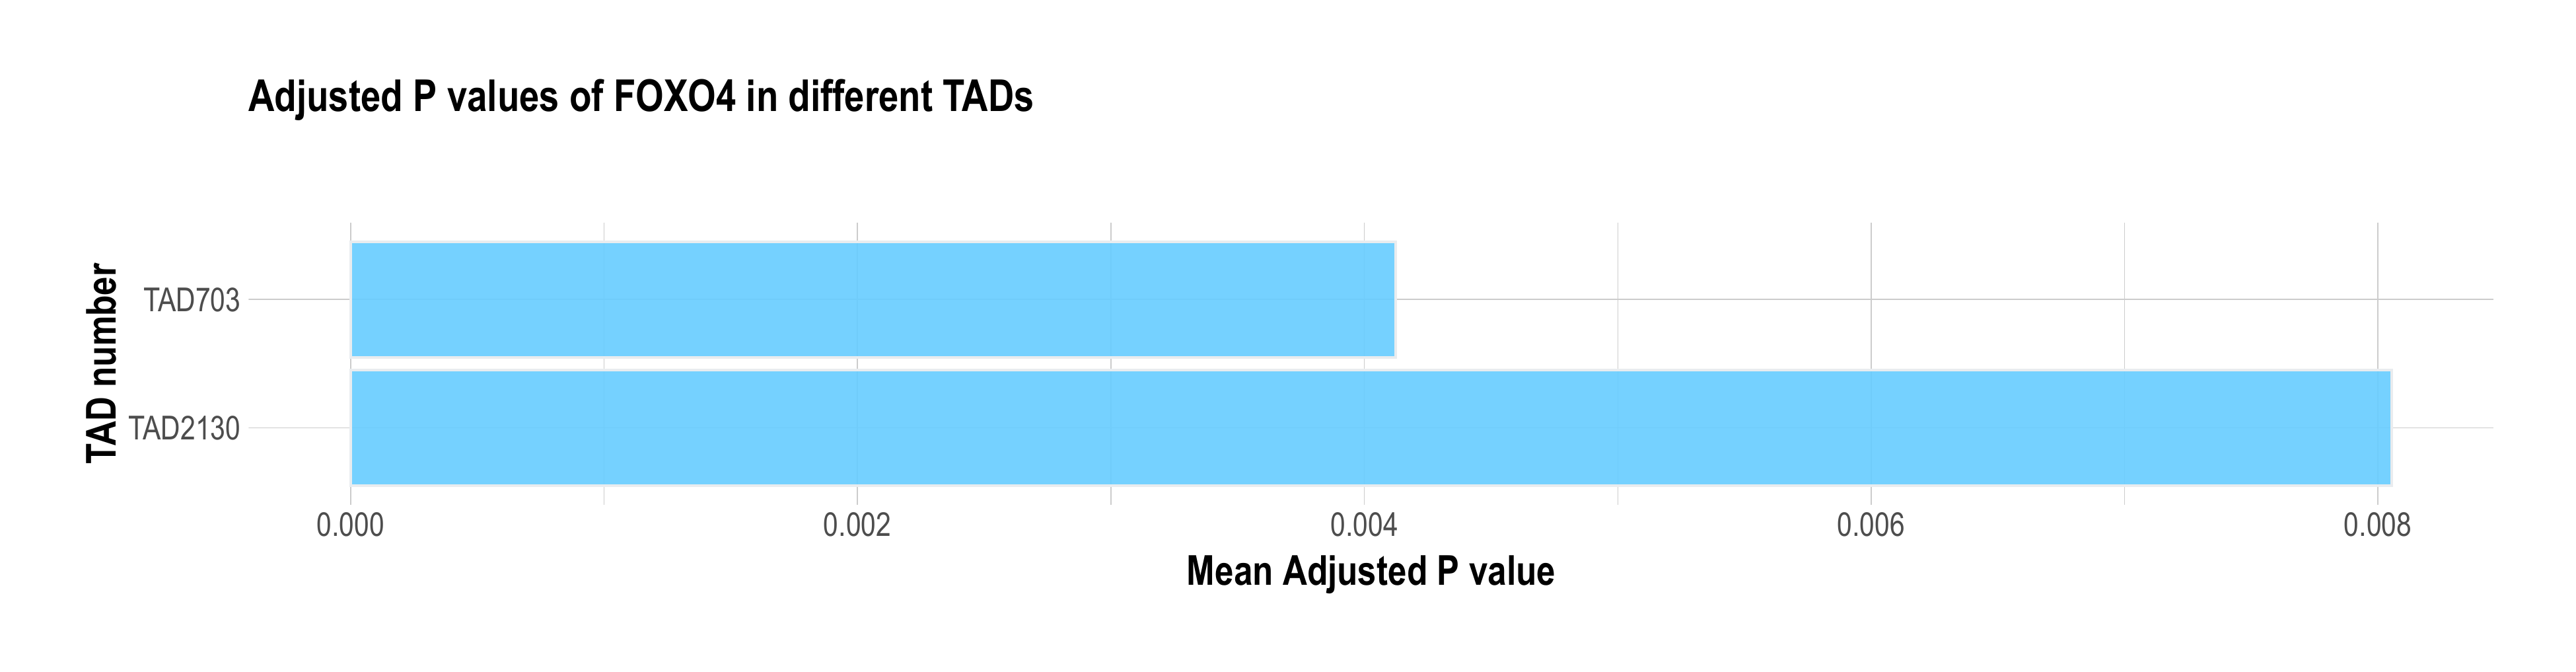 Adjusted P values of FOXO4 in different TADs
TAD number
TAD703
TAD2130
0.000 0.002 0.004 0.006 0.008
Mean Adjusted P value